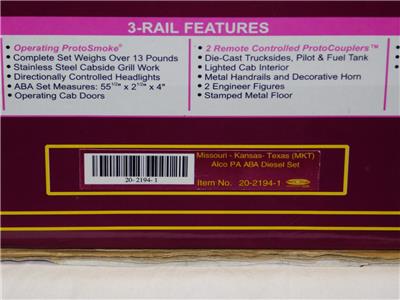 3-RAIL FEATURES
• Operating ProtoSmoke®
• Complete Set Weighs Over 13 Pounds
• Stainless Steel Cabside Grill Work
• Directionally Controlled Headlights
• ABA Set Measures: 55 1/2" x 2 1/2" x 4"
• Operating Cab Doors
• 2 Remote Controlled ProtoCouplers™
• Die-Cast Trucksides, Pilot & Fuel Tank
• Lighted Cab Interior
• Metal Handrails and Decorative Horn
• 2 Engineer Figures
• Stamped Metal Floor
Missouri - Kansas- Texas (MKT)
Alco PA ABA Diesel Set
20-2194-1
Item No. 20-2194-1